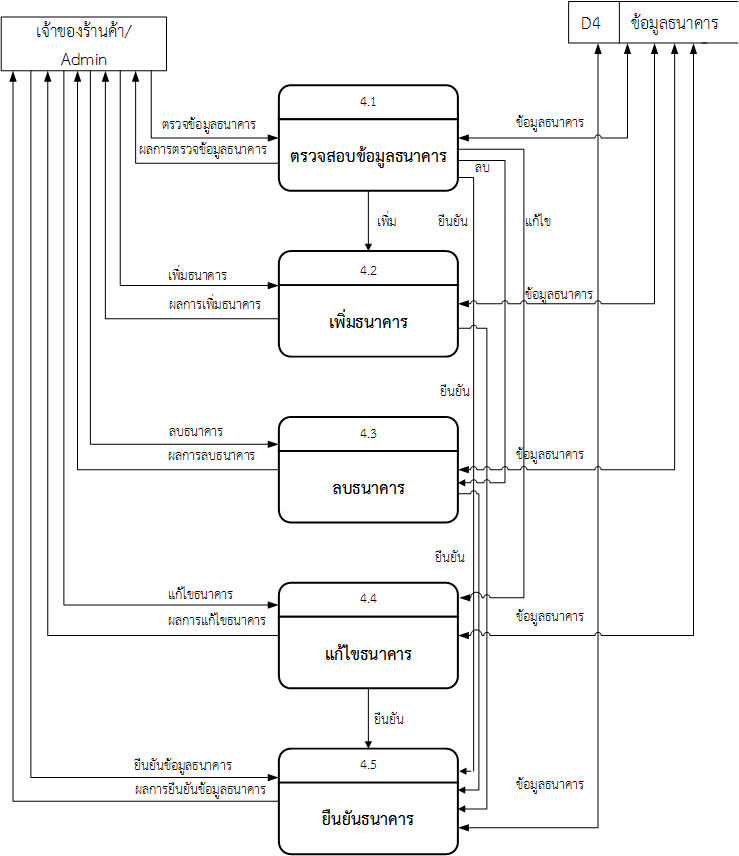 เจ้าของร้านค้า/
Admin
D4
ข้อมูลธนาคาร
4.1
ตรวจสอบข้อมูลธนาคาร
ตรวจข้อมูลธนาคาร
ผลการตรวจข้อมูลธนาคาร
ข้อมูลธนาคาร
ลบ
เพิ่ม
ยืนยัน
แก้ไข
4.2
เพิ่มธนาคาร
เพิ่มธนาคาร
ผลการเพิ่มธนาคาร
ข้อมูลธนาคาร
ยืนยัน
4.3
ลบธนาคาร
ลบธนาคาร
ผลการลบธนาคาร
ข้อมูลธนาคาร
ยืนยัน
4.4
แก้ไขธนาคาร
แก้ไขธนาคาร
ผลการแก้ไขธนาคาร
ข้อมูลธนาคาร
ยืนยัน
4.5
ยืนยันธนาคาร
ยืนยันข้อมูลธนาคาร
ผลการยืนยันข้อมูลธนาคาร
ข้อมูลธนาคาร